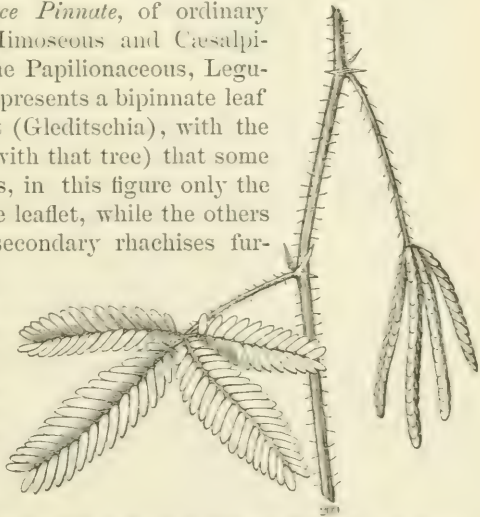 ce Pinnate, of ordinary
Mimoseous and Cæsalpi-
ne Papilionaceous, Legu-
presents a bipinnate leaf
(Gleditschia), with the
with that tree) that some
s, in this figure only the
e leaflet, while the others
secondary rhachises fur-